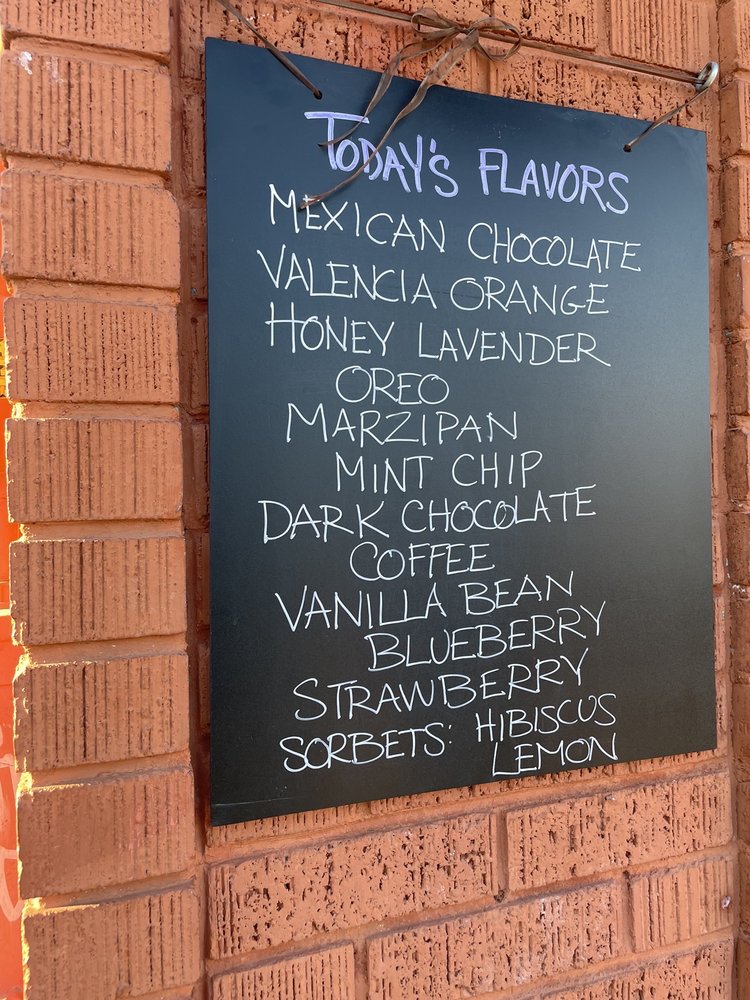 TODAY'S FLAVORS
MEXICAN CHOCOLATE
VALENCIA ORANGE
HONEY LAVENDER
OREO
MARZIPAN
MINT CHIP
DARK CHOCOLATE
COFFEE
VANILLA BEAN
BLUEBERRY
STRAWBERRY
SORBETS: HIBISCUS
LEMON